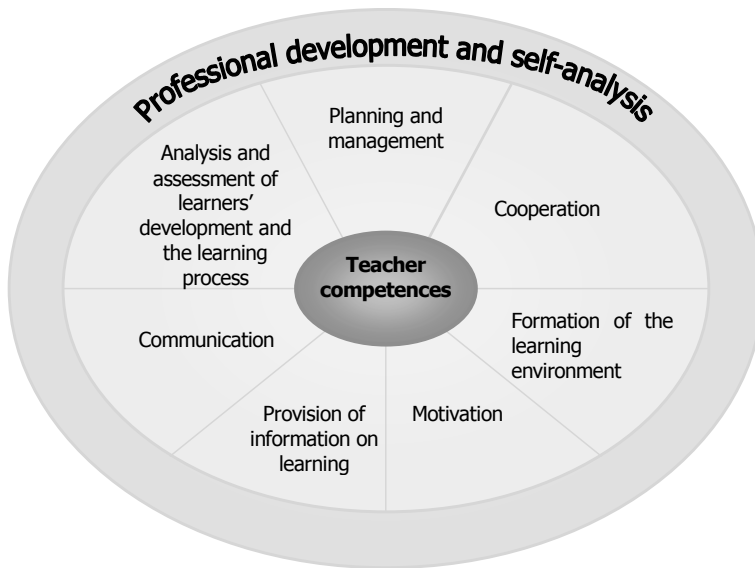 Professional development and self-analysis
Planning and
management
Analysis and
assessment of
learners’
development and
the learning
process
Cooperation
Teacher
competences
Communication
Formation of the
learning
environment
Provision of
information on
learning
Motivation